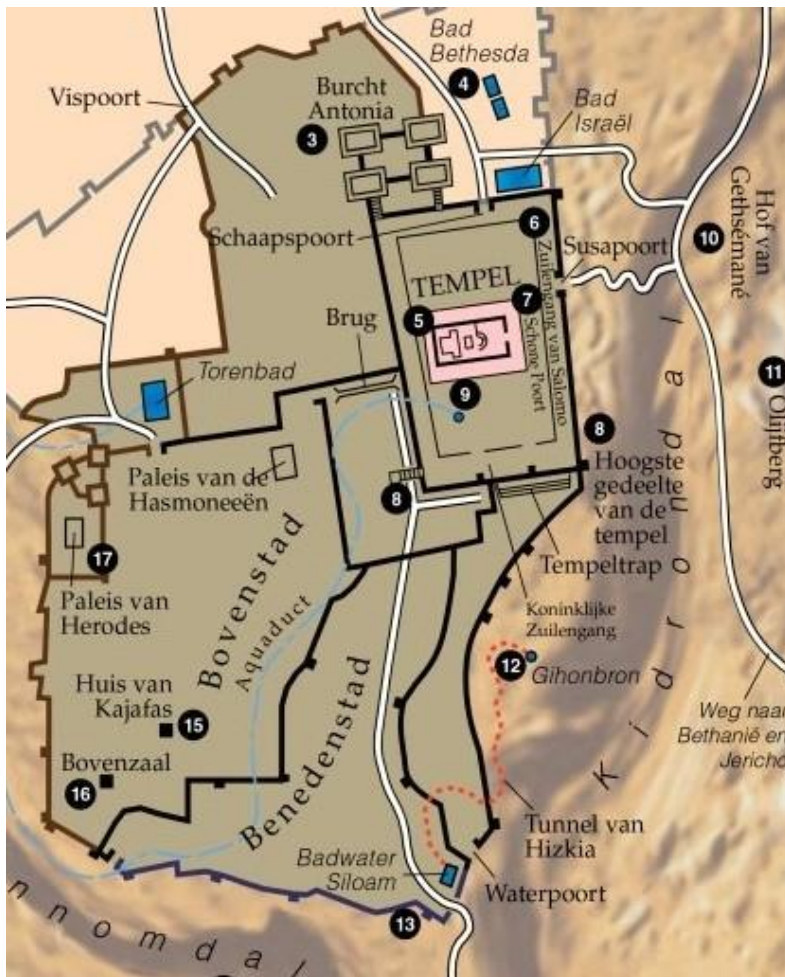 Vispoort
Burcht
Antonia
3
Bad
Bethesda
4
Bad
Israël
Schaapspoort
6
Susapoort
10
Hof van
Gethsémané
TEMPEL
7
5
Zuilengang van Salomo
Schone Poort
Brug
9
Torenbad
11
Olijfberg
8
Hoogste
gedeelte
van de
tempel
Paleis van de
Hasmoneeën
8
Tempeltrap
17
Paleis van
Herodes
Bovenstad
Aquaduct
Koninklijke
Zuilengang
Kidrondal
12
Gihonbron
Huis van
Kajafas
15
Weg naar
Bethanië en
Jericho
Bovenzaal
16
Benedenstad
Tunnel van
Hizkia
Badwater
Siloam
Waterpoort
13
nnomdal